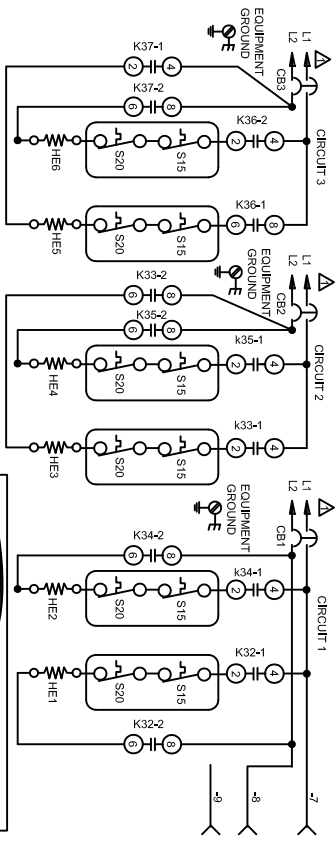 L1
L2
CB3
CIRCUIT 3
EQUIPMENT
GROUND
K37-1
2 4
K37-2
6 8
K36-2
2 4
S20 S15
HE6
K36-1
6 8
S20 S15
HE5
L1
L2
CB2
CIRCUIT 2
EQUIPMENT
GROUND
K33-2
6 8
K35-2
6 8
k35-1
2 4
S20 S15
HE4
k33-1
2 4
S20 S15
HE3
L1
L2
CB1
CIRCUIT 1
EQUIPMENT
GROUND
K34-2
6 8
k34-1
2 4
S20 S15
HE2
K32-1
2 4
S20 S15
HE1
K32-2
6 8
-7
-8
-9